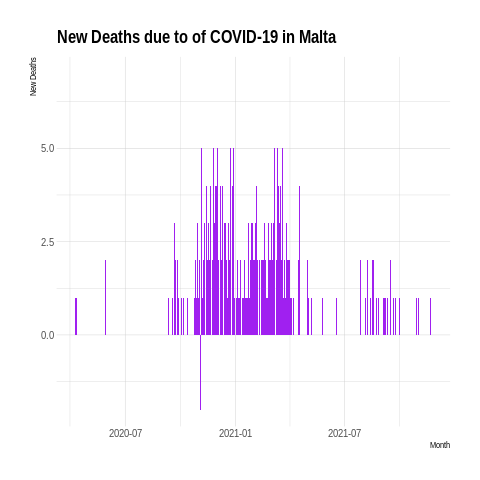 New Deaths due to of COVID-19 in Malta
New Deaths
5.0
2.5
0.0
2020-07 2021-01 2021-07
Month